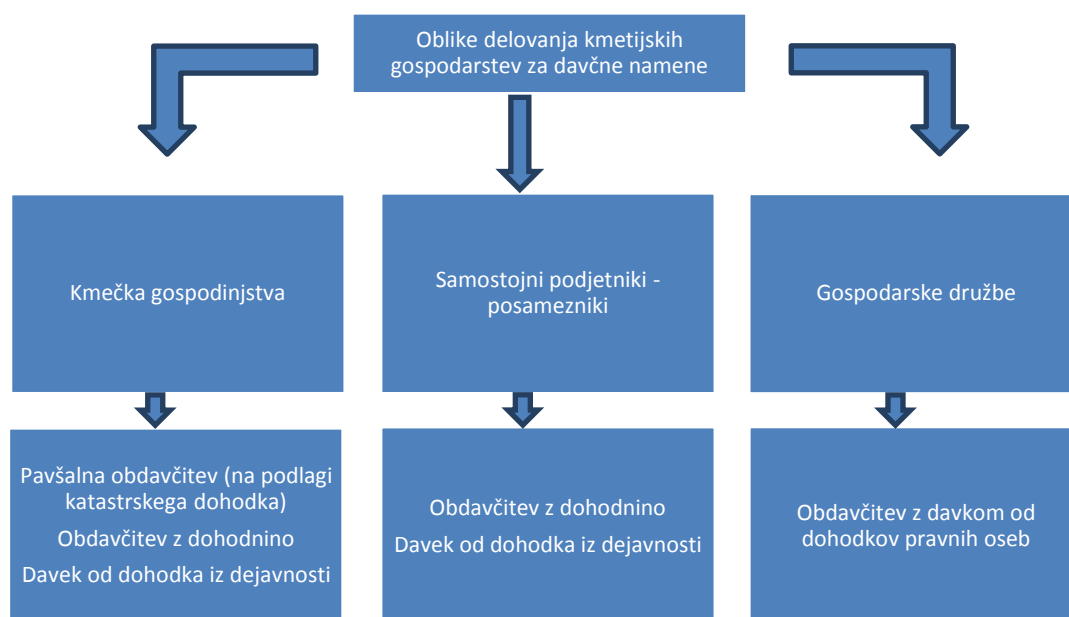 Oblike delovanja kmetijskih
gospodarstev za davčne namene
Kmečka gospodinjstva
Samostojni podjetniki -
posamezniki
Gospodarske družbe
Pavšalna obdavčitev (na podlagi
katastrskega dohodka)
Obdavčitev z dohodnino
Davek od dohodka iz dejavnosti
Obdavčitev z dohodnino
Davek od dohodka iz dejavnosti
Obdavčitev z davkom od
dohodkov pravnih oseb